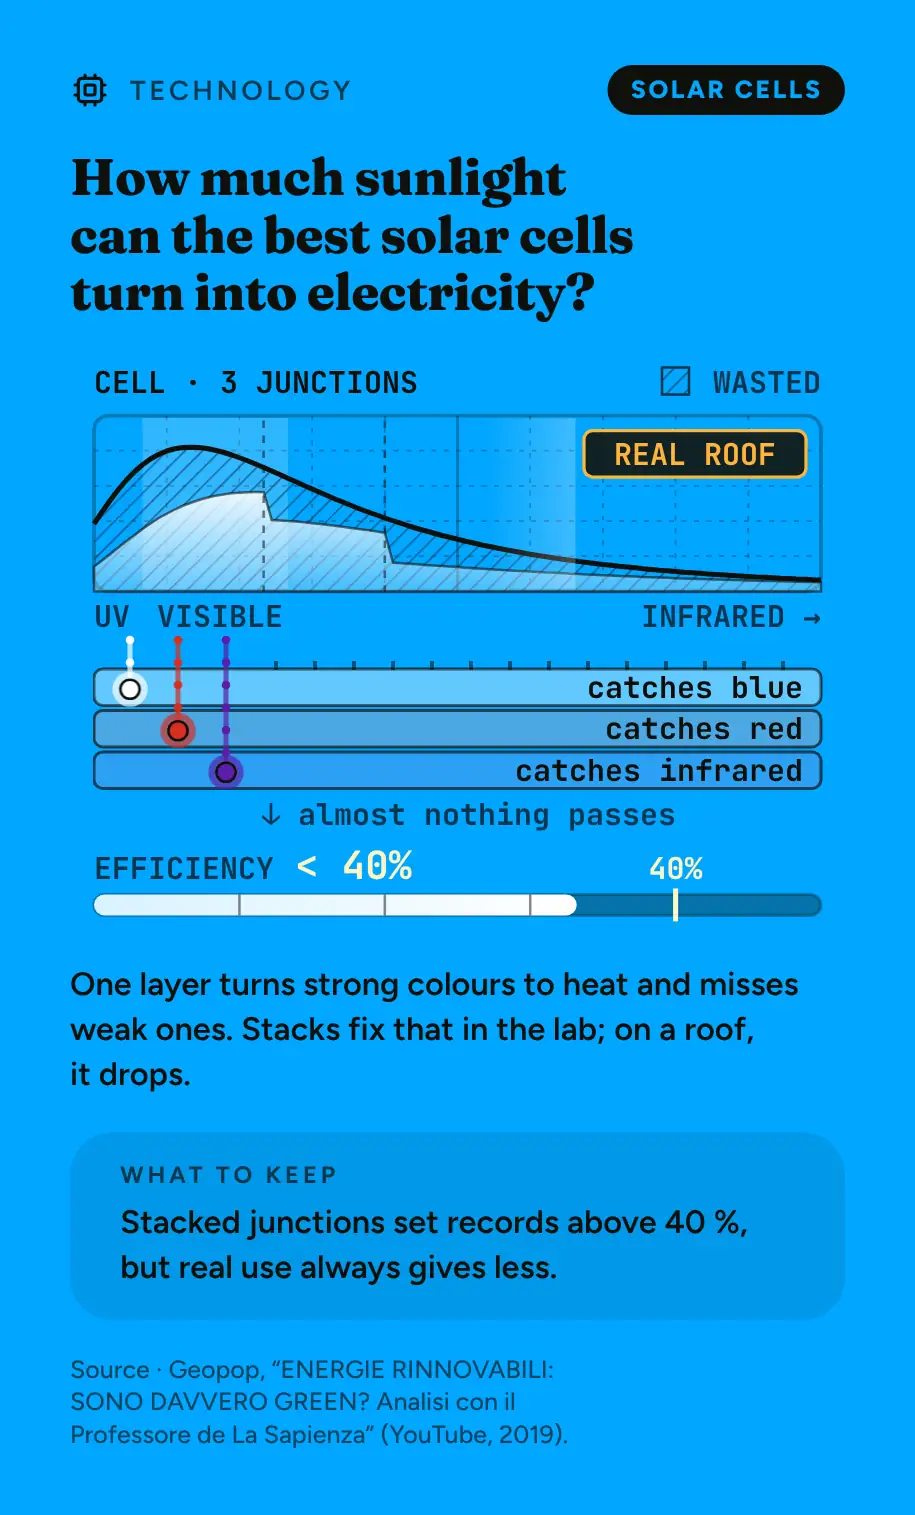 TECHNOLOGY
SOLAR CELLS
How much sunlight
can the best solar cells
turn into electricity?
CELL · 3 JUNCTIONS
WASTED
REAL ROOF
UV VISIBLE
INFRARED →
catches blue
catches red
catches infrared
↓ almost nothing passes
EFFICIENCY < 40%
40%
One layer turns strong colours to heat and misses
weak ones. Stacks fix that in the lab; on a roof,
it drops.
WHAT TO KEEP
Stacked junctions set records above 40 %,
but real use always gives less.
Source · Geopop, “ENERGIE RINNOVABILI:
SONO DAVVERO GREEN? Analisi con il
Professore de La Sapienza” (YouTube, 2019).